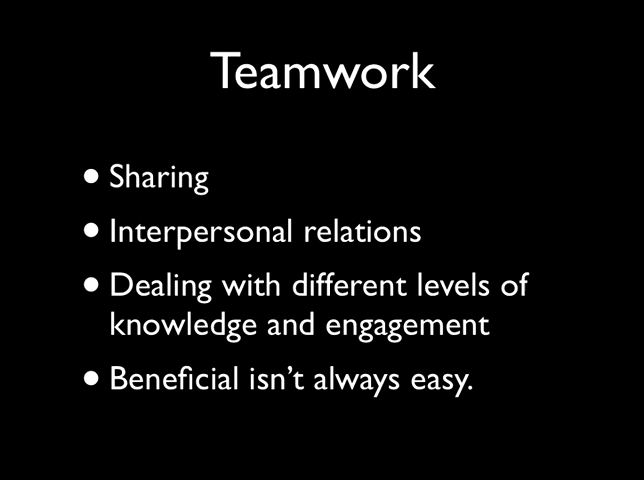 Teamwork
• Sharing
• Interpersonal relations
• Dealing with different levels of
knowledge and engagement
• Beneficial isn’t always easy.